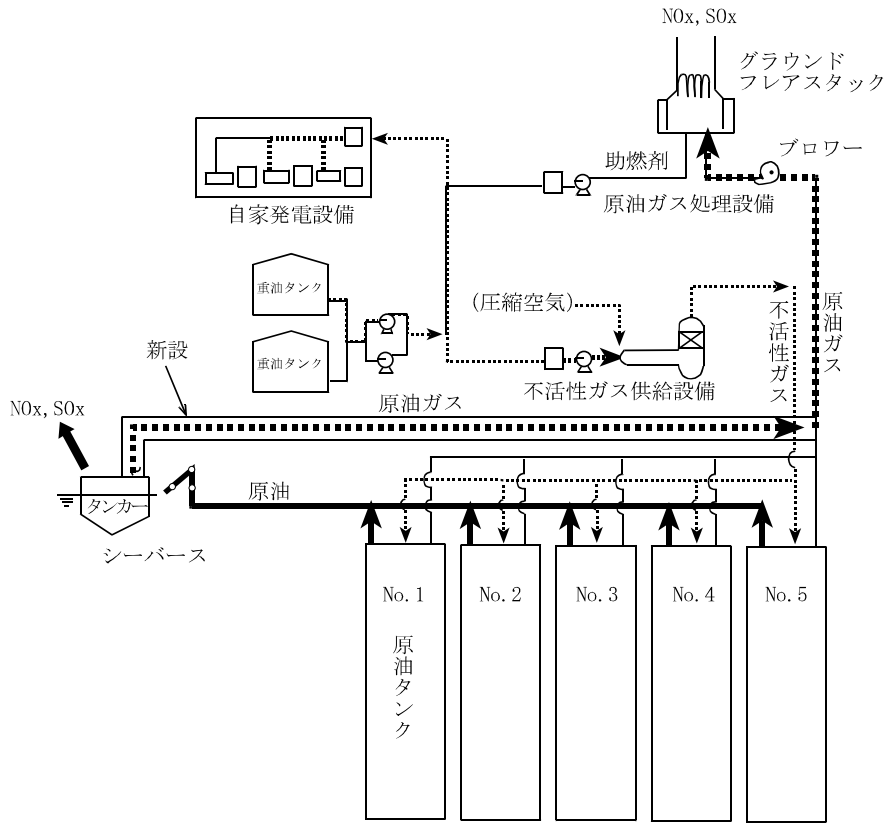 NOx,SOx
グラウンド
フレアスタック
ブロワー
助燃剤
原油ガス処理設備
自家発電設備
重油タンク
(圧縮空気)
不活性ガス
原油ガス
重油タンク
新設
不活性ガス供給設備
原油ガス
NOx,SOx
タンカー
原油
シーバース
No.1
No.2
No.3
No.4
No.5
原油タンク